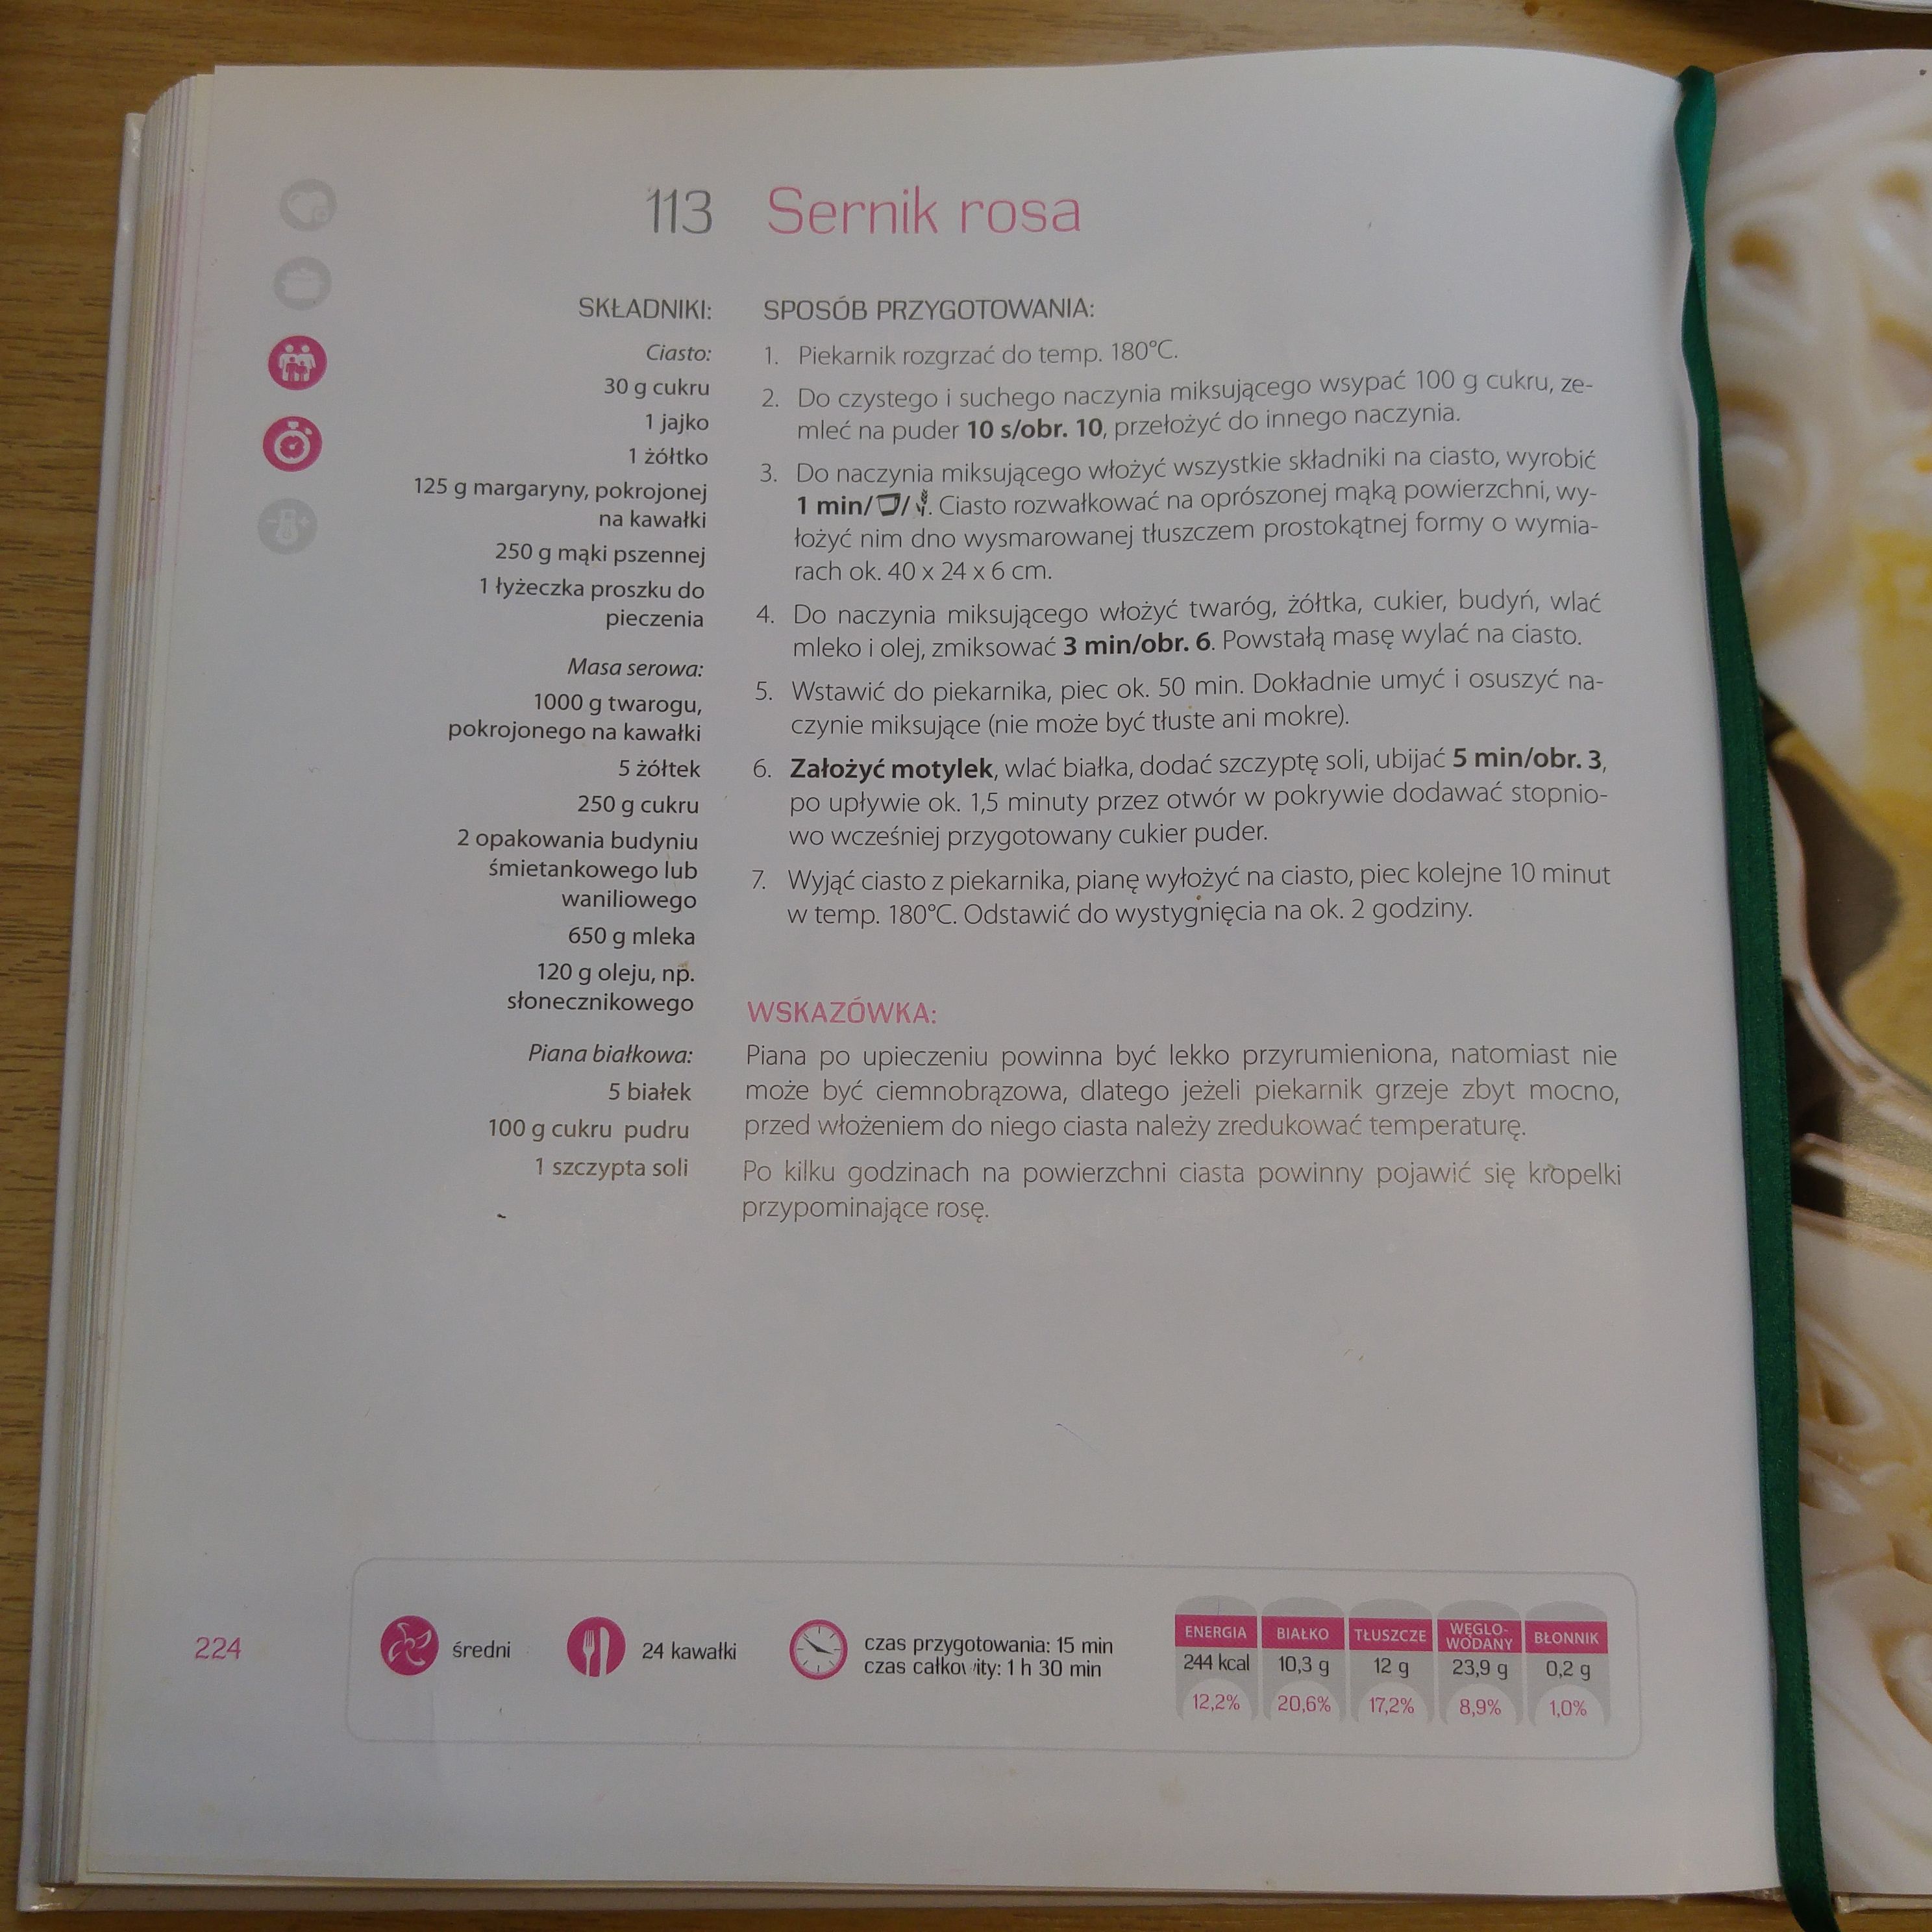 113 Sernik rosa
SKŁADNIKI:
Ciasto:
30 g cukru
1 jajko
1 żółtko
125 g margaryny, pokrojonej
na kawałki
250 g mąki pszennej
1 łyżeczka proszku do
pieczenia
Masa serowa:
1000 g twarogu,
pokrojonego na kawałki
5 żółtek
250 g cukru
2 opakowania budyniu
śmietankowego lub
waniliowego
650 g mleka
120 g oleju, np.
słonecznikowego
Piana białkowa:
5 białek
100 g cukru pudru
1 szczypta soli
SPOSÓB PRZYGOTOWANIA:
1. Piekarnik rozgrzać do temp. 180°C.
2. Do czystego i suchego naczynia miksującego wsypać 100 g cukru, ze-
mleć na puder 10 s/obr. 10, przełożyć do innego naczynia.
3. Do naczynia miksującego włożyć wszystkie składniki na ciasto, wyrobić
1 min/ / . Ciasto rozwałkować na oprószonej mąką powierzchni, wy-
łożyć nim dno wysmarowanej tłuszczem prostokątnej formy o wymia-
rach ok. 40 x 24 x 6 cm.
4. Do naczynia miksującego włożyć twaróg, żółtka, cukier, budyń, wlać
mleko i olej, zmiksować 3 min/obr. 6. Powstałą masę wylać na ciasto.
5. Wstawić do piekarnika, piec ok. 50 min. Dokładnie umyć i osuszyć na-
czynie miksujące (nie może być tłuste ani mokre).
6. Założyć motylek, wlać białka, dodać szczyptę soli, ubijać 5 min/obr. 3,
po upływie ok. 1,5 minuty przez otwór w pokrywie dodawać stopnio-
wo wcześniej przygotowany cukier puder.
7. Wyjąć ciasto z piekarnika, pianę wyłożyć na ciasto, piec kolejne 10 minut
w temp. 180°C. Odstawić do wystygnięcia na ok. 2 godziny.
WSKAZÓWKA:
Piana po upieczeniu powinna być lekko przyrumieniona, natomiast nie
może być ciemnobrązowa, dlatego jeżeli piekarnik grzeje zbyt mocno,
przed włożeniem do niego ciasta należy zredukować temperaturę.
Po kilku godzinach na powierzchni ciasta powinny pojawić się kropelki
przypominające rosę.
224
średni
24 kawałki
czas przygotowania: 15 min
czas całkowity: 1 h 30 min
ENERGIA BIAŁKO TŁUSZCZE WĘGLO-
WODANY BŁONNIK
244 kcal 10,3 g 12 g 23,9 g 0,2 g
12,2% 20,6% 17,2% 8,9% 1,0%